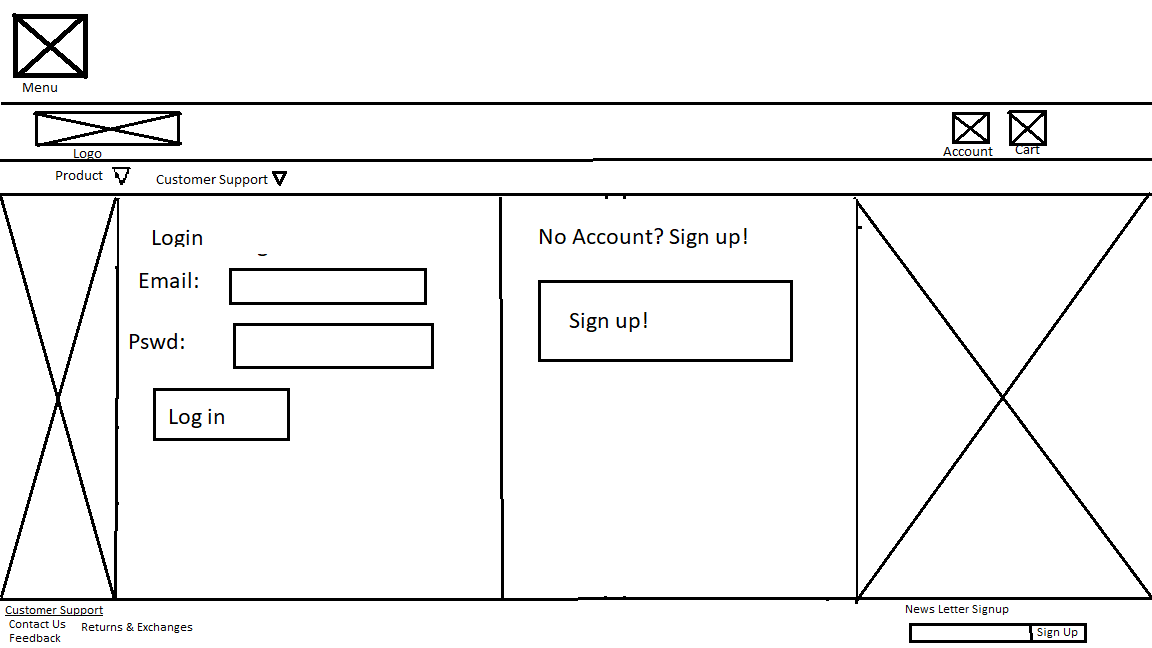 Menu
Logo
Account
Cart
Product
Customer Support
Login
Email:
Pswd:
Log in
No Account? Sign up!
Sign up!
Customer Support
Contact Us
Feedback
Returns & Exchanges
News Letter Signup
Sign Up